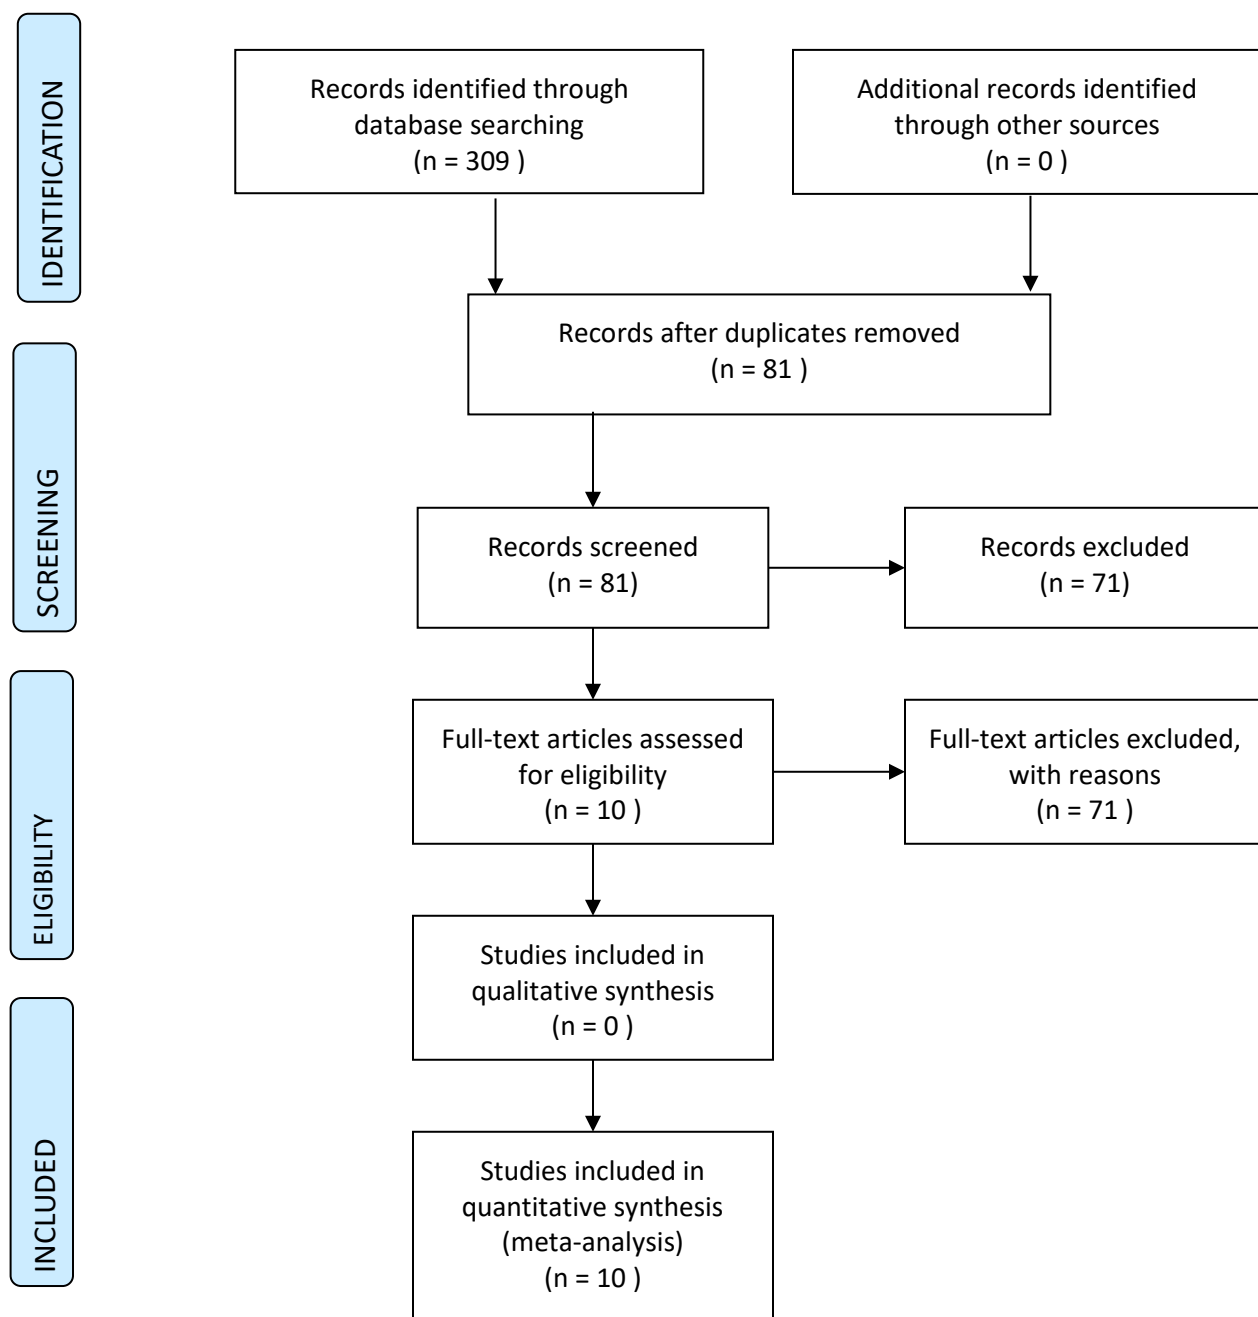 IDENTIFICATION
Records identified through
database searching
(n = 309 )
Additional records identified
through other sources
(n = 0 )
Records after duplicates removed
(n = 81 )
SCREENING
Records screened
(n = 81)
Records excluded
(n = 71)
ELIGIBILITY
Full-text articles assessed
for eligibility
(n = 10 )
Full-text articles excluded,
with reasons
(n = 71 )
Studies included in
qualitative synthesis
(n = 0 )
INCLUDED
Studies included in
quantitative synthesis
(meta-analysis)
(n = 10 )